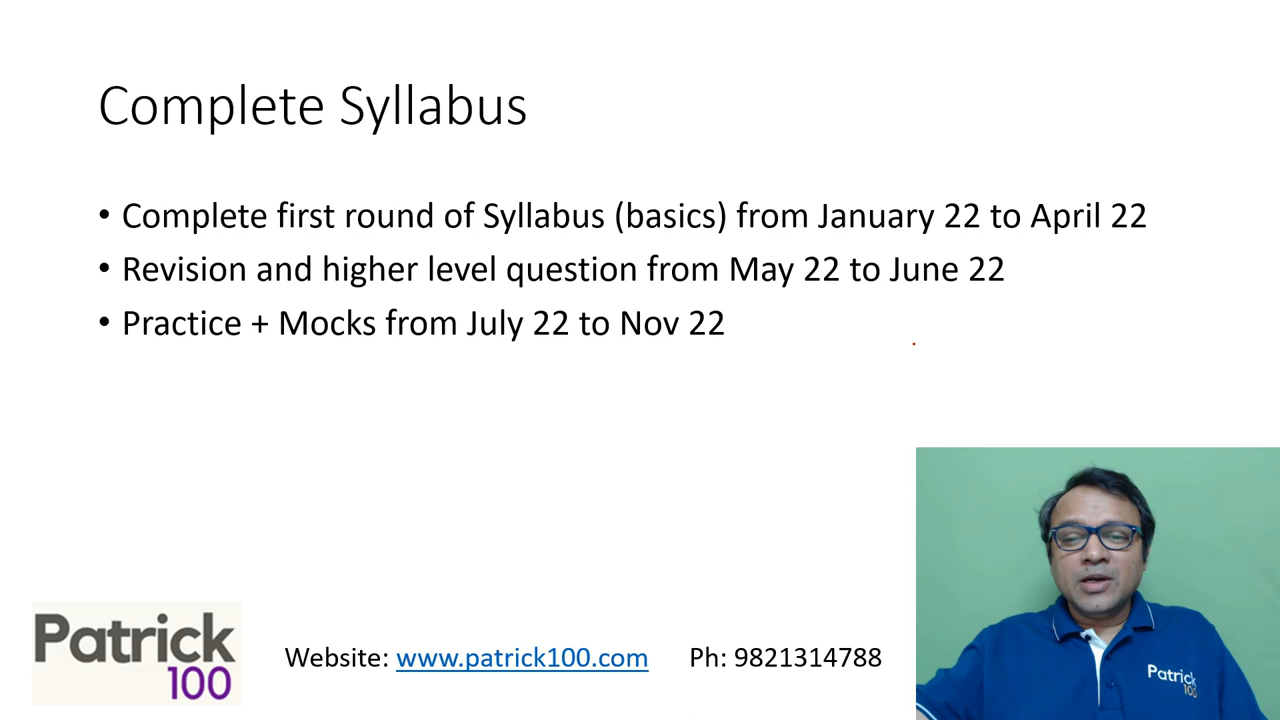 Complete Syllabus
• Complete first round of Syllabus (basics) from January 22 to April 22
• Revision and higher level question from May 22 to June 22
• Practice + Mocks from July 22 to Nov 22
Patrick
100
Website: www.patrick100.com Ph: 9821314788
Patrick
100